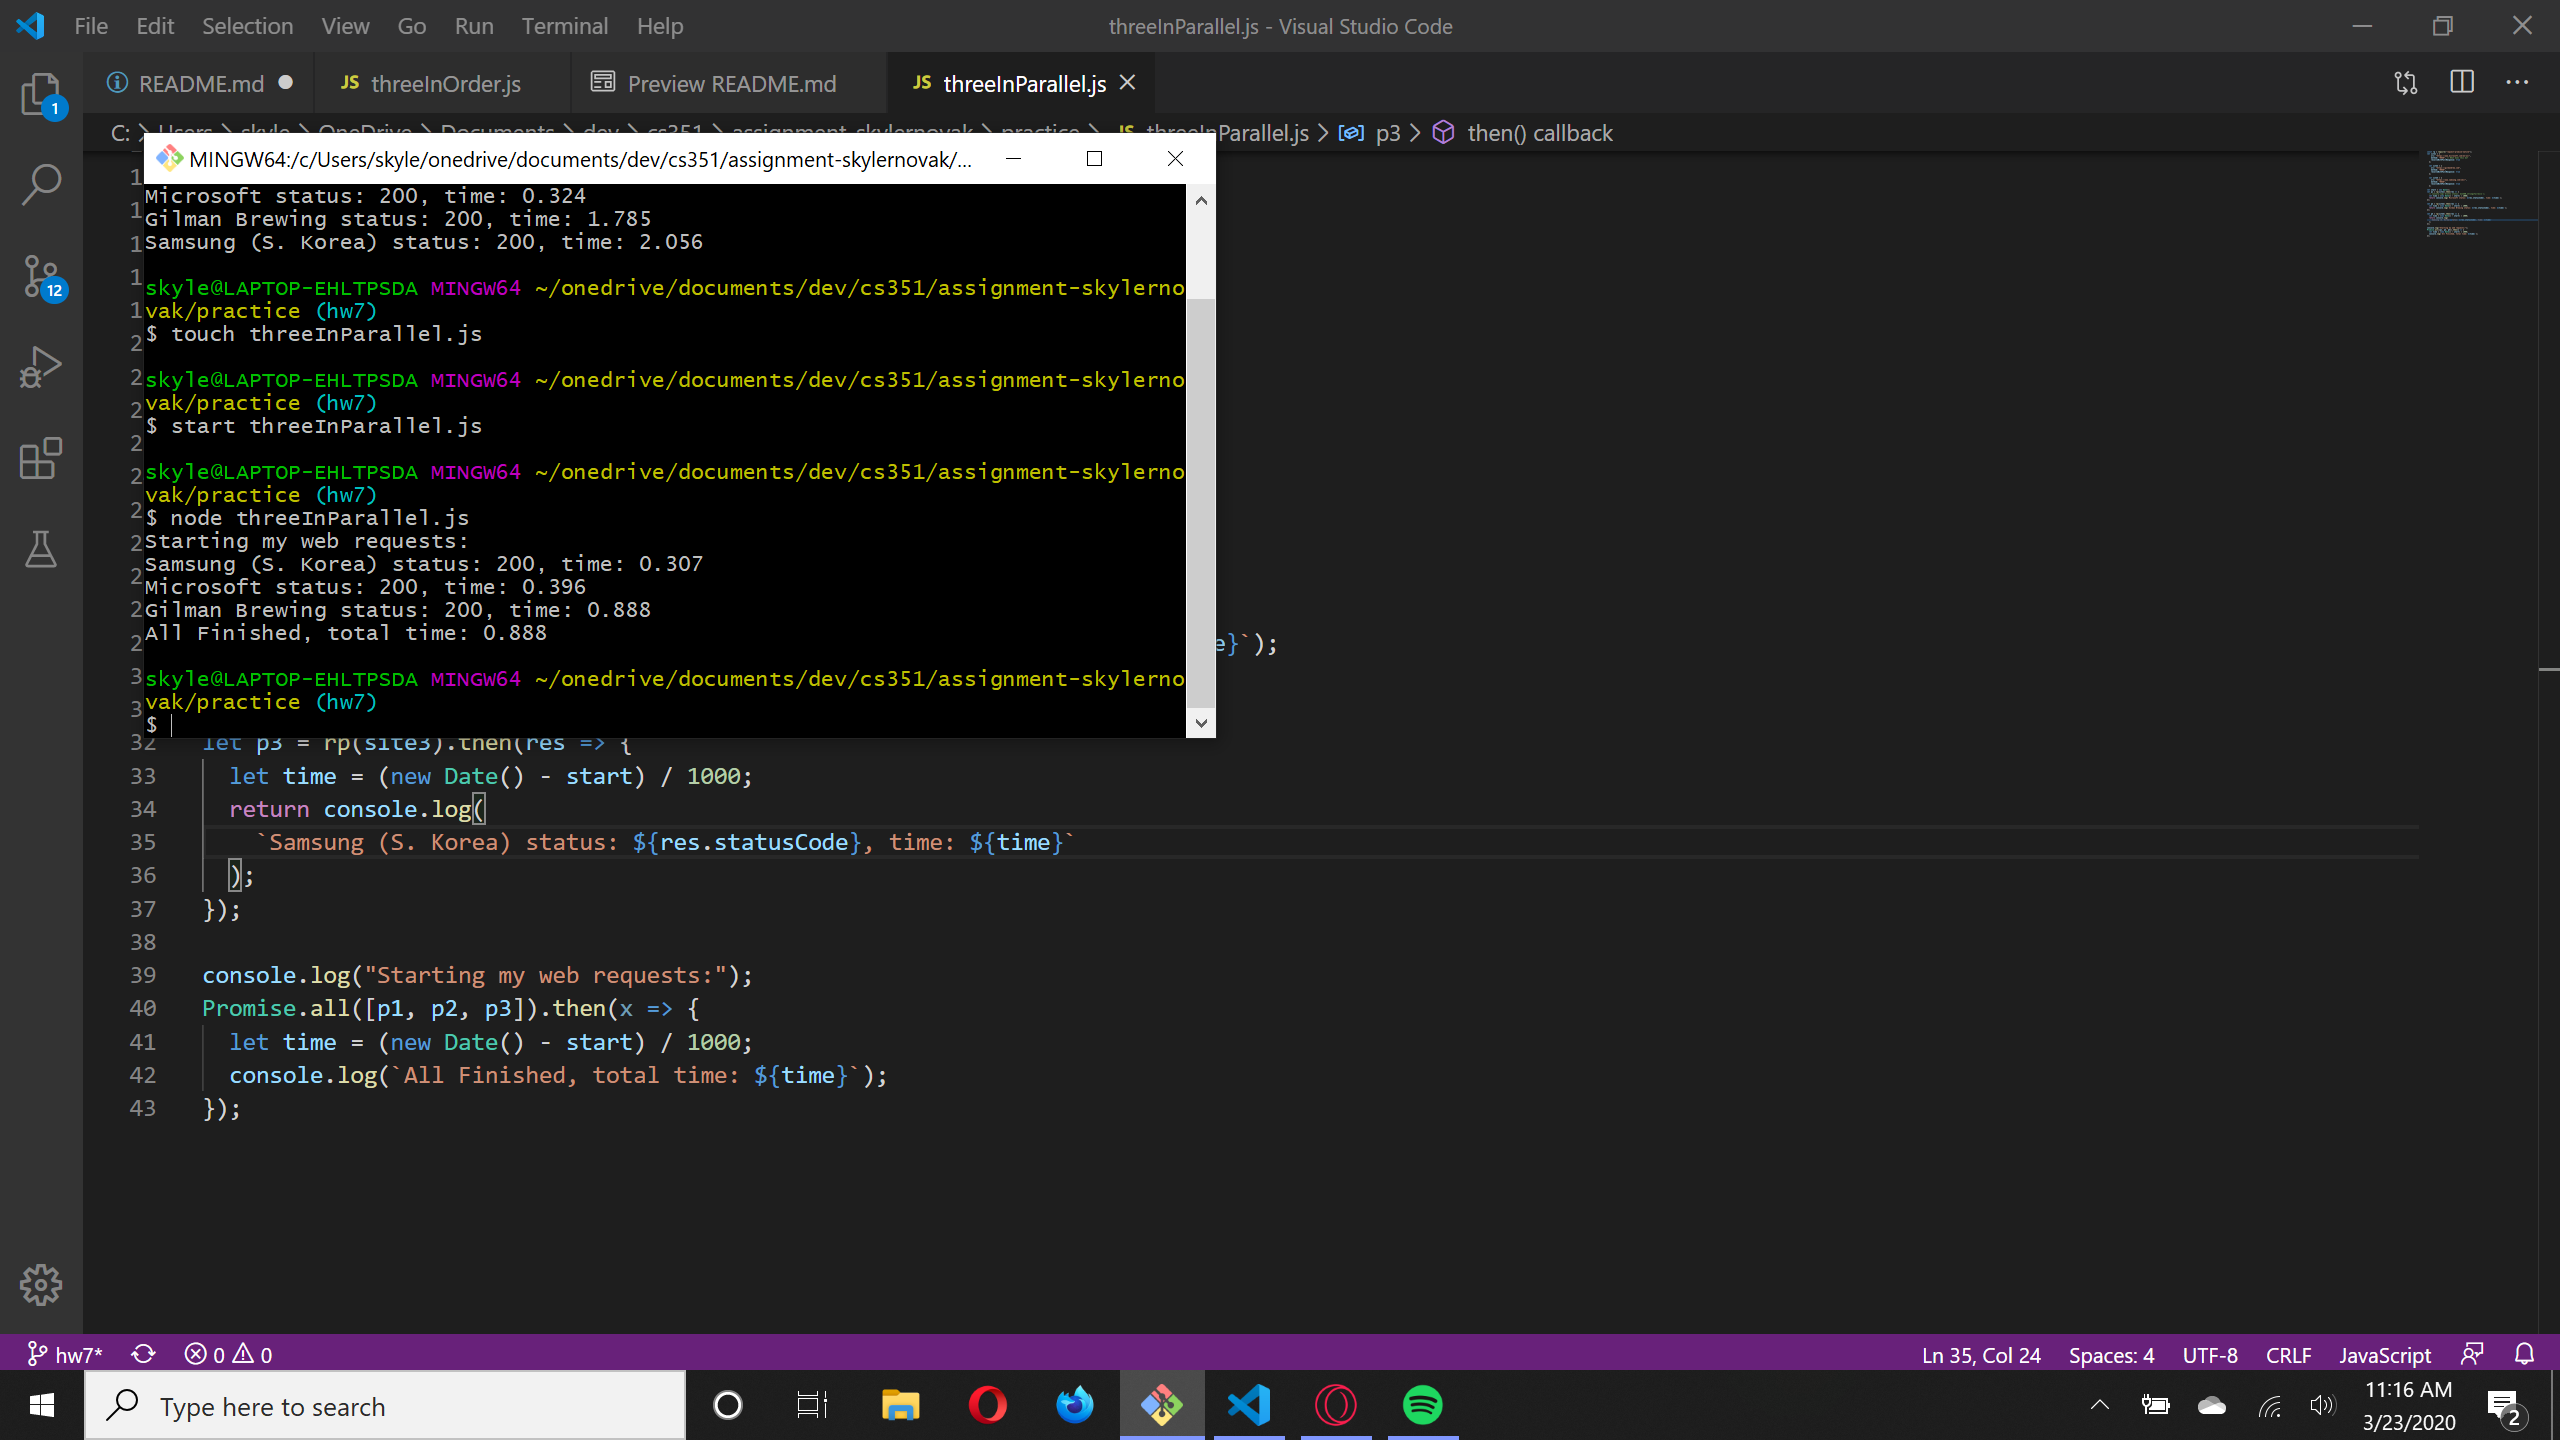 File Edit Selection View Go Run Terminal Help threeInParallel.js - Visual Studio Code
README.md JS threeInOrder.js Preview README.md JS threeInParallel.js
C: > Users > skyle > OneDrive > Documents > dev > cs351 > assignment-skylernovak > practice > JS threeInParallel.js > p3 > then() callback
1
12
MINGW64:/c/Users/skyle/onedrive/documents/dev/cs351/assignment-skylernovak/...
Microsoft status: 200, time: 0.324
Gilman Brewing status: 200, time: 1.785
Samsung (S. Korea) status: 200, time: 2.056
skyle@LAPTOP-EHLTPSDA MINGW64 ~/onedrive/documents/dev/cs351/assignment-skylerno
vak/practice (hw7)
$ touch threeInParallel.js
skyle@LAPTOP-EHLTPSDA MINGW64 ~/onedrive/documents/dev/cs351/assignment-skylerno
vak/practice (hw7)
$ start threeInParallel.js
skyle@LAPTOP-EHLTPSDA MINGW64 ~/onedrive/documents/dev/cs351/assignment-skylerno
vak/practice (hw7)
$ node threeInParallel.js
Starting my web requests:
Samsung (S. Korea) status: 200, time: 0.307
Microsoft status: 200, time: 0.396
Gilman Brewing status: 200, time: 0.888
All Finished, total time: 0.888
e}`);
skyle@LAPTOP-EHLTPSDA MINGW64 ~/onedrive/documents/dev/cs351/assignment-skylerno
vak/practice (hw7)
$
32 let p3 = rp(site3).then(res => {
33 let time = (new Date() - start) / 1000;
34 return console.log(
35 `Samsung (S. Korea) status: ${res.statusCode}, time: ${time}`
36 );
37 });
38
39 console.log("Starting my web requests:");
40 Promise.all([p1, p2, p3]).then(x => {
41 let time = (new Date() - start) / 1000;
42 console.log(`All Finished, total time: ${time}`);
43 });
hw7* 0 0 Ln 35, Col 24 Spaces: 4 UTF-8 CRLF JavaScript
Type here to search
11:16 AM
3/23/2020
2